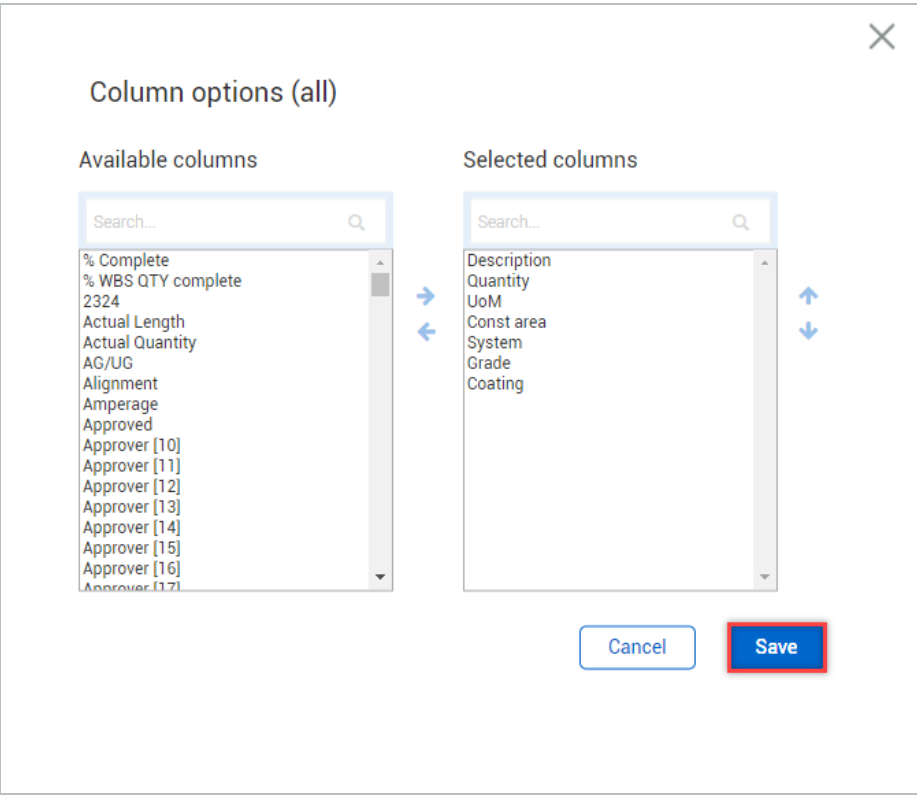 Column options (all)
Available columns
Search...
% Complete
% WBS QTY complete
2324
Actual Length
Actual Quantity
AG/UG
Alignment
Amperage
Approved
Approver [10]
Approver [11]
Approver [12]
Approver [13]
Approver [14]
Approver [15]
Approver [16]
Approver [17]
Selected columns
Search...
Description
Quantity
UoM
Const area
System
Grade
Coating
Cancel
Save